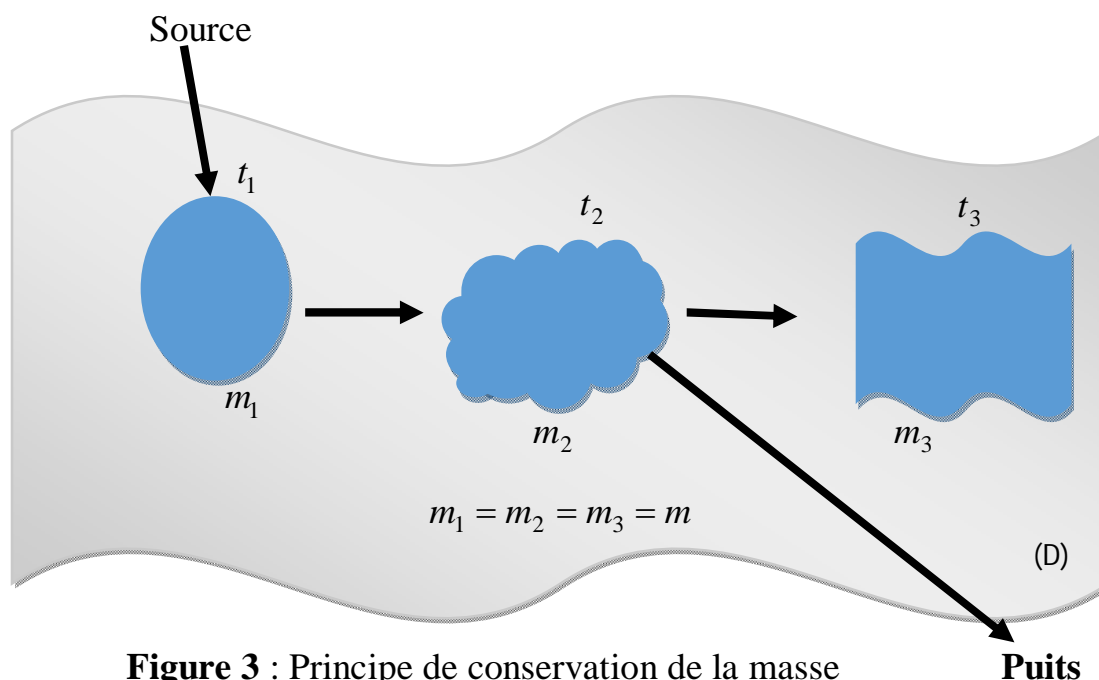 Source
t₁
t₂
t₃
m₁
m₂
m₃
m₁ = m₂ = m₃ = m
(D)
Figure 3 : Principe de conservation de la masse
Puits